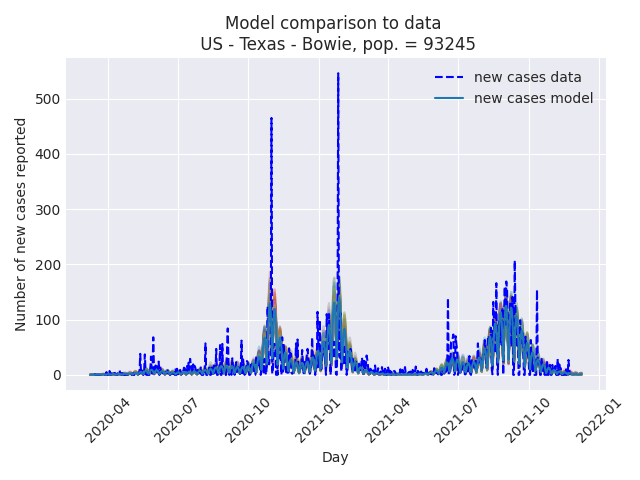 Model comparison to data
US - Texas - Bowie, pop. = 93245
new cases data
new cases model
Number of new cases reported
500
400
300
200
100
0
2020-04
2020-07
2020-10
2021-01
2021-04
2021-07
2021-10
2022-01
Day